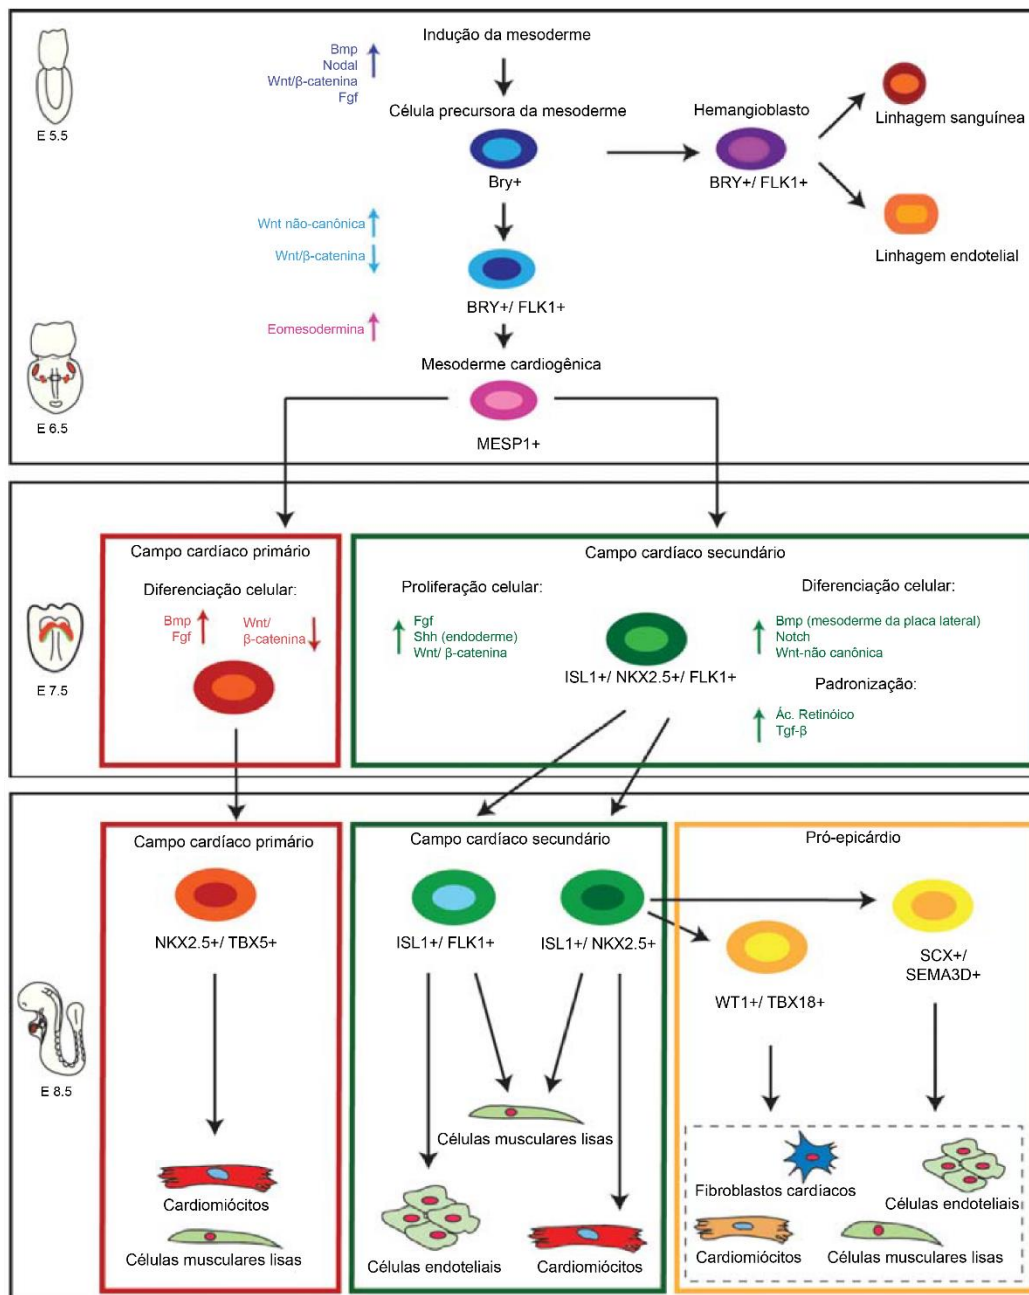 Indução da mesoderme
Bmp
Nodal
Wnt/β-catenina
Fgf
E 5.5
Célula precursora da mesoderme
Bry+
Hemangioblasto
BRY+/ FLK1+
Linhagem sanguínea
Linhagem endotelial
Wnt não-canônica
Wnt/β-catenina
BRY+/ FLK1+
Eomesodermina
Mesoderme cardiogênica
MESP1+
E 6.5
Campo cardíaco primário
Diferenciação celular:
Bmp
Fgf
Wnt/
β-catenina
E 7.5
Campo cardíaco secundário
Proliferação celular:
Fgf
Shh (endoderme)
Wnt/ β-catenina
ISL1+/ NKX2.5+/ FLK1+
Diferenciação celular:
Bmp (mesoderme da placa lateral)
Notch
Wnt-não canônica
Padronização:
Ác. Retinóico
Tgf-β
Campo cardíaco primário
NKX2.5+/ TBX5+
E 8.5
Cardiomiócitos
Células musculares lisas
Campo cardíaco secundário
ISL1+/ FLK1+
ISL1+/ NKX2.5+
Células musculares lisas
Células endoteliais
Cardiomiócitos
Pró-epicárdio
WT1+/ TBX18+
SCX+/
SEMA3D+
Fibroblastos cardíacos
Células endoteliais
Cardiomiócitos
Células musculares lisas